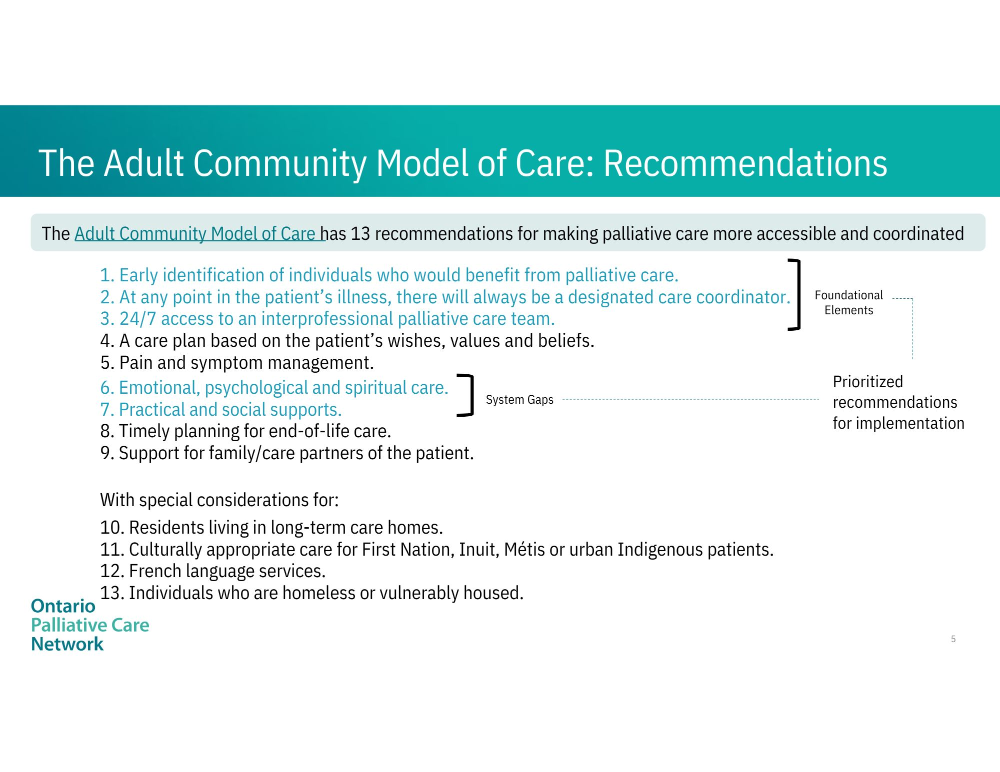 The Adult Community Model of Care: Recommendations
The Adult Community Model of Care has 13 recommendations for making palliative care more accessible and coordinated
1. Early identification of individuals who would benefit from palliative care.
2. At any point in the patient’s illness, there will always be a designated care coordinator.
3. 24/7 access to an interprofessional palliative care team.
Foundational
Elements
4. A care plan based on the patient’s wishes, values and beliefs.
5. Pain and symptom management.
6. Emotional, psychological and spiritual care.
7. Practical and social supports.
System Gaps
Prioritized
recommendations
for implementation
8. Timely planning for end-of-life care.
9. Support for family/care partners of the patient.
With special considerations for:
10. Residents living in long-term care homes.
11. Culturally appropriate care for First Nation, Inuit, Métis or urban Indigenous patients.
12. French language services.
13. Individuals who are homeless or vulnerably housed.
Ontario
Palliative Care
Network
5